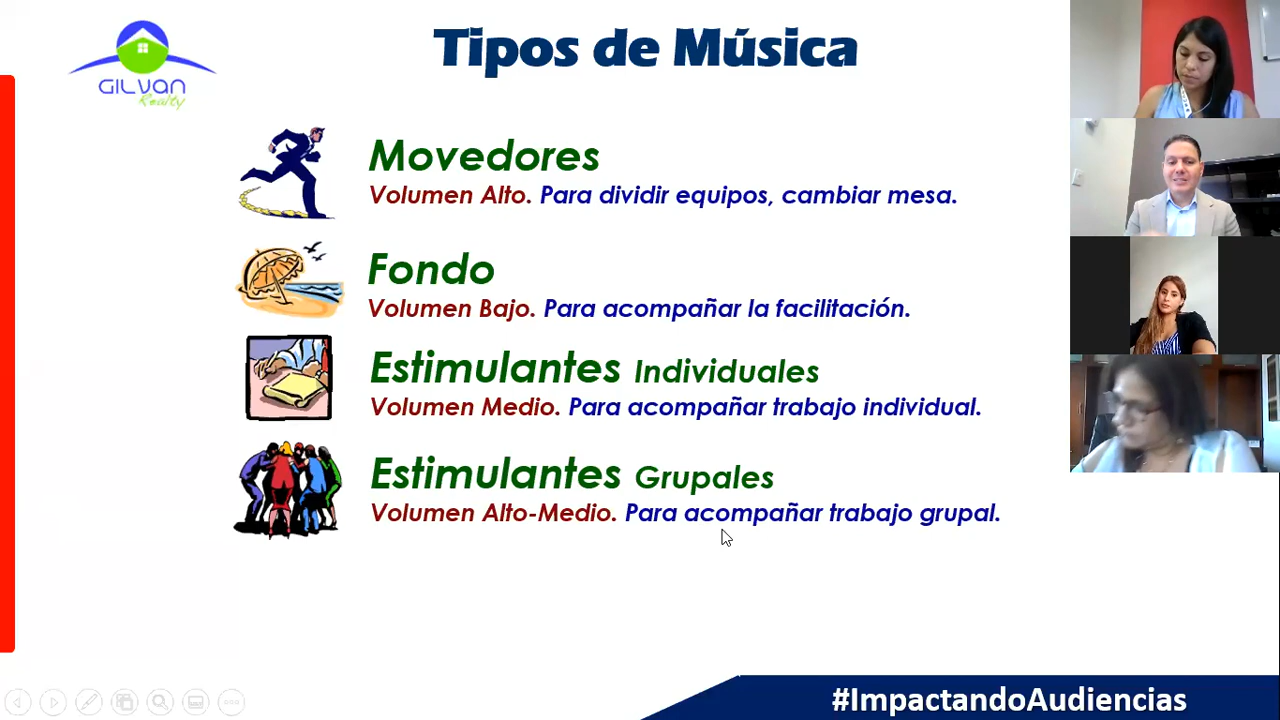 Tipos de Música
GILVAN
Realty
Movedores
Volumen Alto. Para dividir equipos, cambiar mesa.
Fondo
Volumen Bajo. Para acompañar la facilitación.
Estimulantes Individuales
Volumen Medio. Para acompañar trabajo individual.
Estimulantes Grupales
Volumen Alto-Medio. Para acompañar trabajo grupal.
#ImpactandoAudiencias